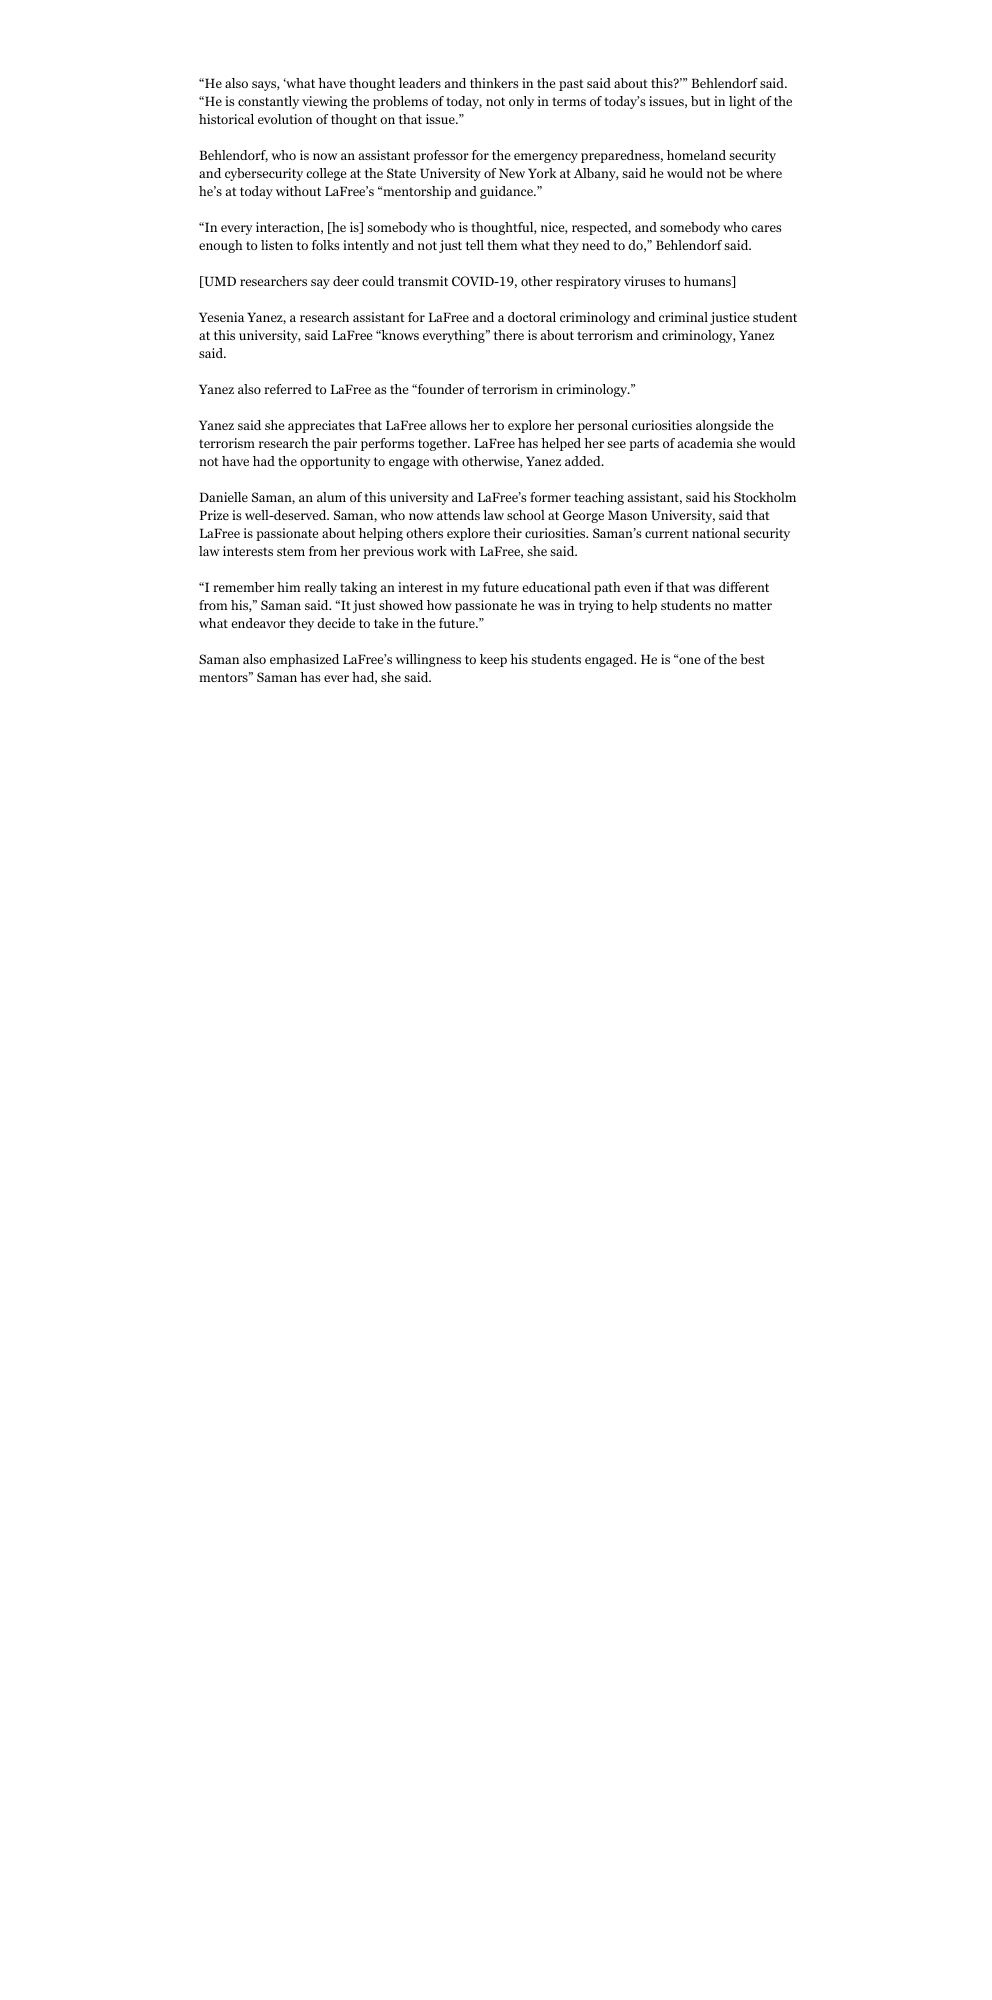 “He also says, ‘what have thought leaders and thinkers in the past said about this?’” Behlendorf said.
“He is constantly viewing the problems of today, not only in terms of today’s issues, but in light of the
historical evolution of thought on that issue.”
Behlendorf, who is now an assistant professor for the emergency preparedness, homeland security
and cybersecurity college at the State University of New York at Albany, said he would not be where
he’s at today without LaFree’s “mentorship and guidance.”
“In every interaction, [he is] somebody who is thoughtful, nice, respected, and somebody who cares
enough to listen to folks intently and not just tell them what they need to do,” Behlendorf said.
[UMD researchers say deer could transmit COVID-19, other respiratory viruses to humans]
Yesenia Yanez, a research assistant for LaFree and a doctoral criminology and criminal justice student
at this university, said LaFree “knows everything” there is about terrorism and criminology, Yanez
said.
Yanez also referred to LaFree as the “founder of terrorism in criminology.”
Yanez said she appreciates that LaFree allows her to explore her personal curiosities alongside the
terrorism research the pair performs together. LaFree has helped her see parts of academia she would
not have had the opportunity to engage with otherwise, Yanez added.
Danielle Saman, an alum of this university and LaFree’s former teaching assistant, said his Stockholm
Prize is well-deserved. Saman, who now attends law school at George Mason University, said that
LaFree is passionate about helping others explore their curiosities. Saman’s current national security
law interests stem from her previous work with LaFree, she said.
“I remember him really taking an interest in my future educational path even if that was different
from his,” Saman said. “It just showed how passionate he was in trying to help students no matter
what endeavor they decide to take in the future.”
Saman also emphasized LaFree’s willingness to keep his students engaged. He is “one of the best
mentors” Saman has ever had, she said.